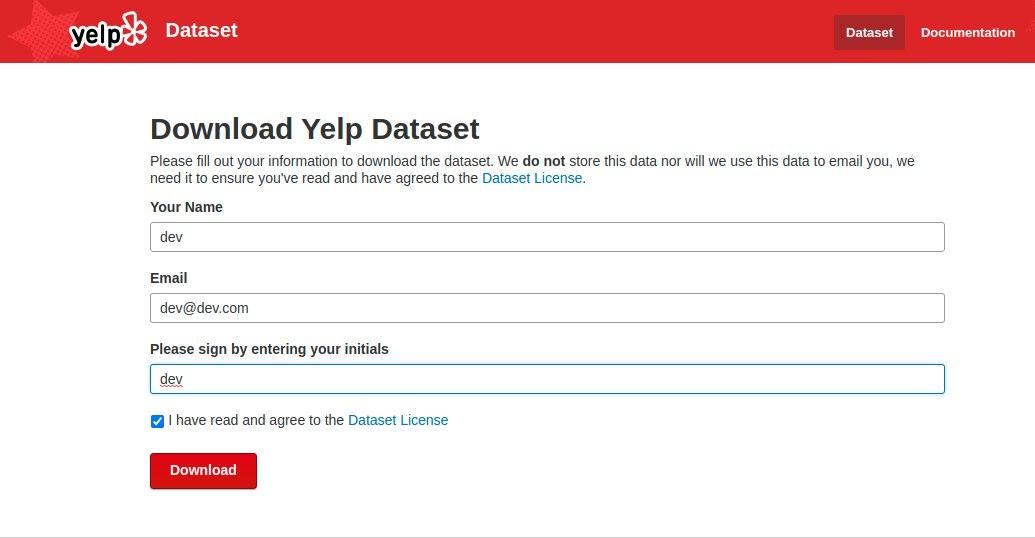 yelp Dataset
Dataset Documentation
Download Yelp Dataset
Please fill out your information to download the dataset. We do not store this data nor will we use this data to email you, we
need it to ensure you've read and have agreed to the Dataset License.
Your Name
dev
Email
dev@dev.com
Please sign by entering your initials
dev
I have read and agree to the Dataset License
Download